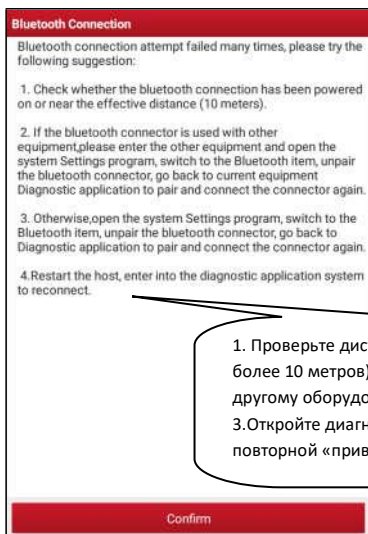 Bluetooth Connection
Bluetooth connection attempt failed many times, please try the
following suggestion:
1. Check whether the bluetooth connection has been powered
on or near the effective distance (10 meters).
2. If the bluetooth connector is used with other
equipment,please enter the other equipment and open the
system Settings program, switch to the Bluetooth item, unpair
the bluetooth connector, go back to current equipment
Diagnostic application to pair and connect the connector again.
3. Otherwise,open the system Settings program, switch to the
Bluetooth item, unpair the bluetooth connector, go back to
Diagnostic application to pair and connect the connector again.
4.Restart the host, enter into the diagnostic application system
to reconnect.
1. Проверьте дис
более 10 метров)
другому оборудо
3.Откройте диагн
повторной «прив
Confirm